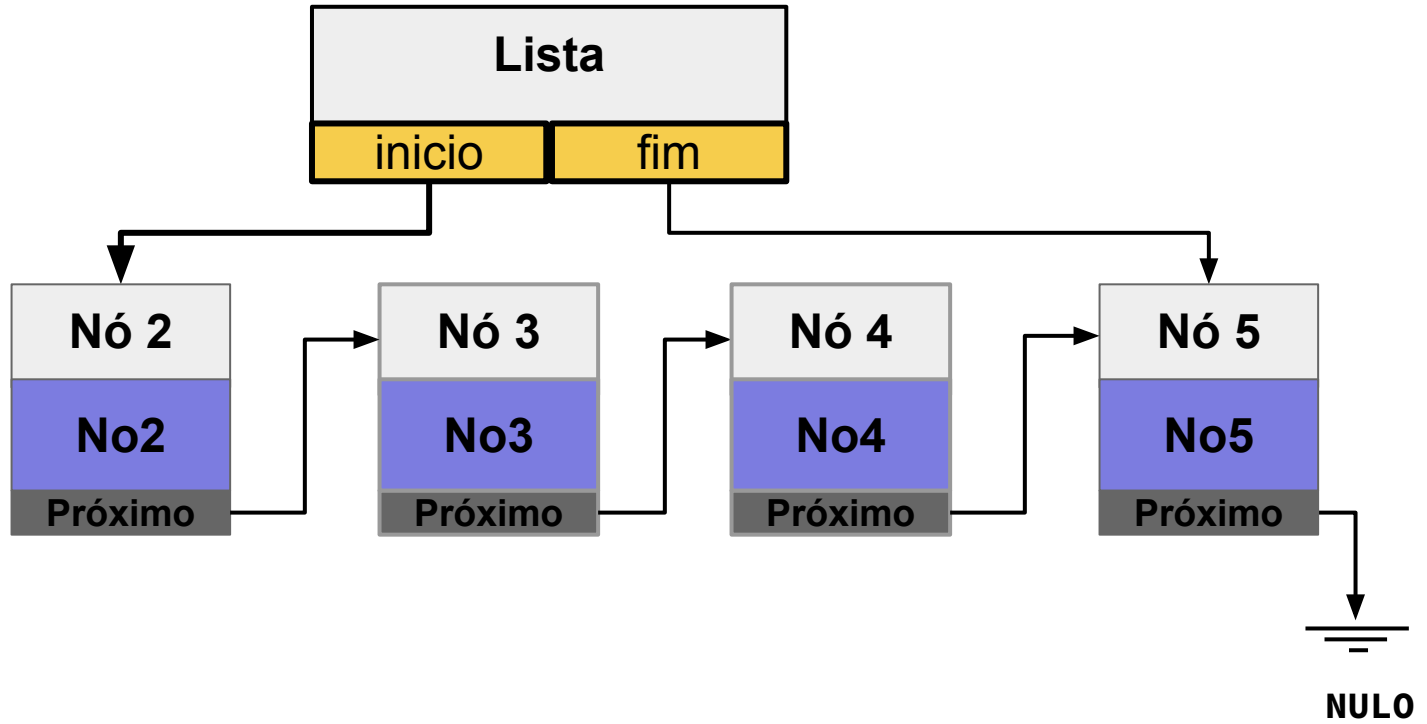 Lista
inicio fim
Nó 2 Nó 3 Nó 4 Nó 5
No2 No3 No4 No5
Próximo Próximo Próximo Próximo
NULO